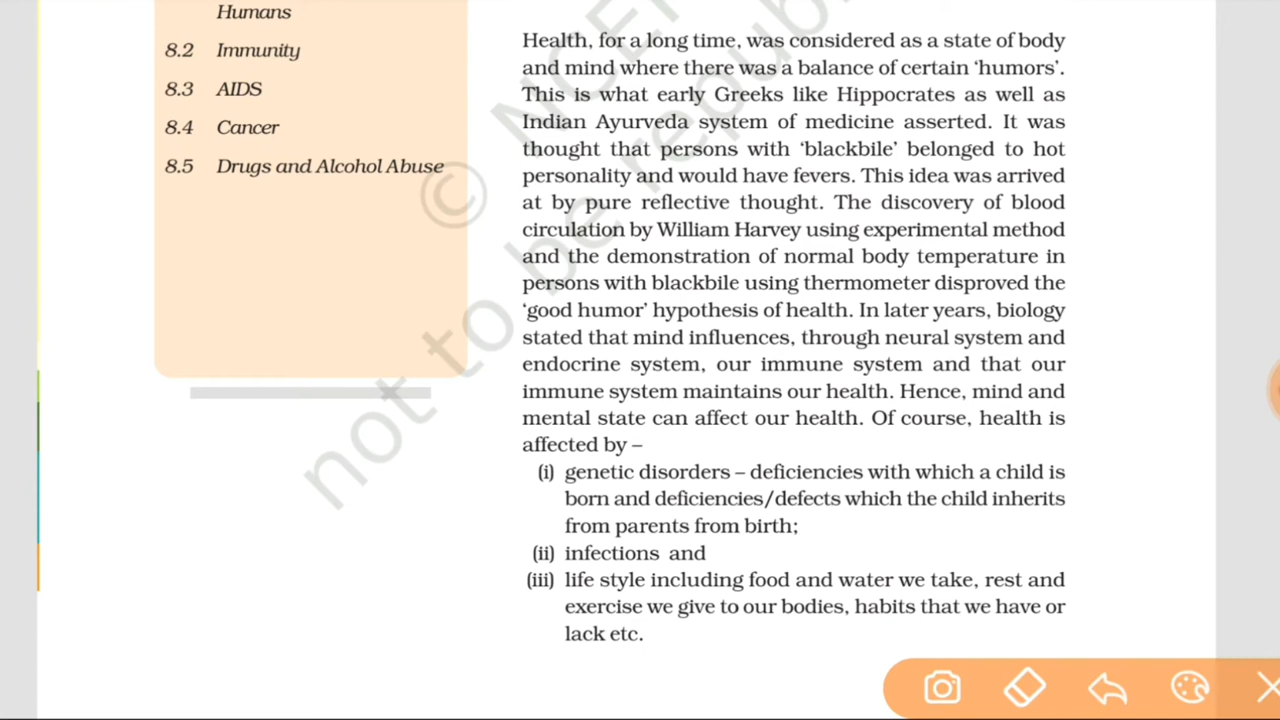 Humans
8.2 Immunity
8.3 AIDS
8.4 Cancer
8.5 Drugs and Alcohol Abuse
Health, for a long time, was considered as a state of body
and mind where there was a balance of certain ‘humors’.
This is what early Greeks like Hippocrates as well as
Indian Ayurveda system of medicine asserted. It was
thought that persons with ‘blackbile’ belonged to hot
personality and would have fevers. This idea was arrived
at by pure reflective thought. The discovery of blood
circulation by William Harvey using experimental method
and the demonstration of normal body temperature in
persons with blackbile using thermometer disproved the
‘good humor’ hypothesis of health. In later years, biology
stated that mind influences, through neural system and
endocrine system, our immune system and that our
immune system maintains our health. Hence, mind and
mental state can affect our health. Of course, health is
affected by –
(i) genetic disorders – deficiencies with which a child is
born and deficiencies/defects which the child inherits
from parents from birth;
(ii) infections and
(iii) life style including food and water we take, rest and
exercise we give to our bodies, habits that we have or
lack etc.
©
not to be